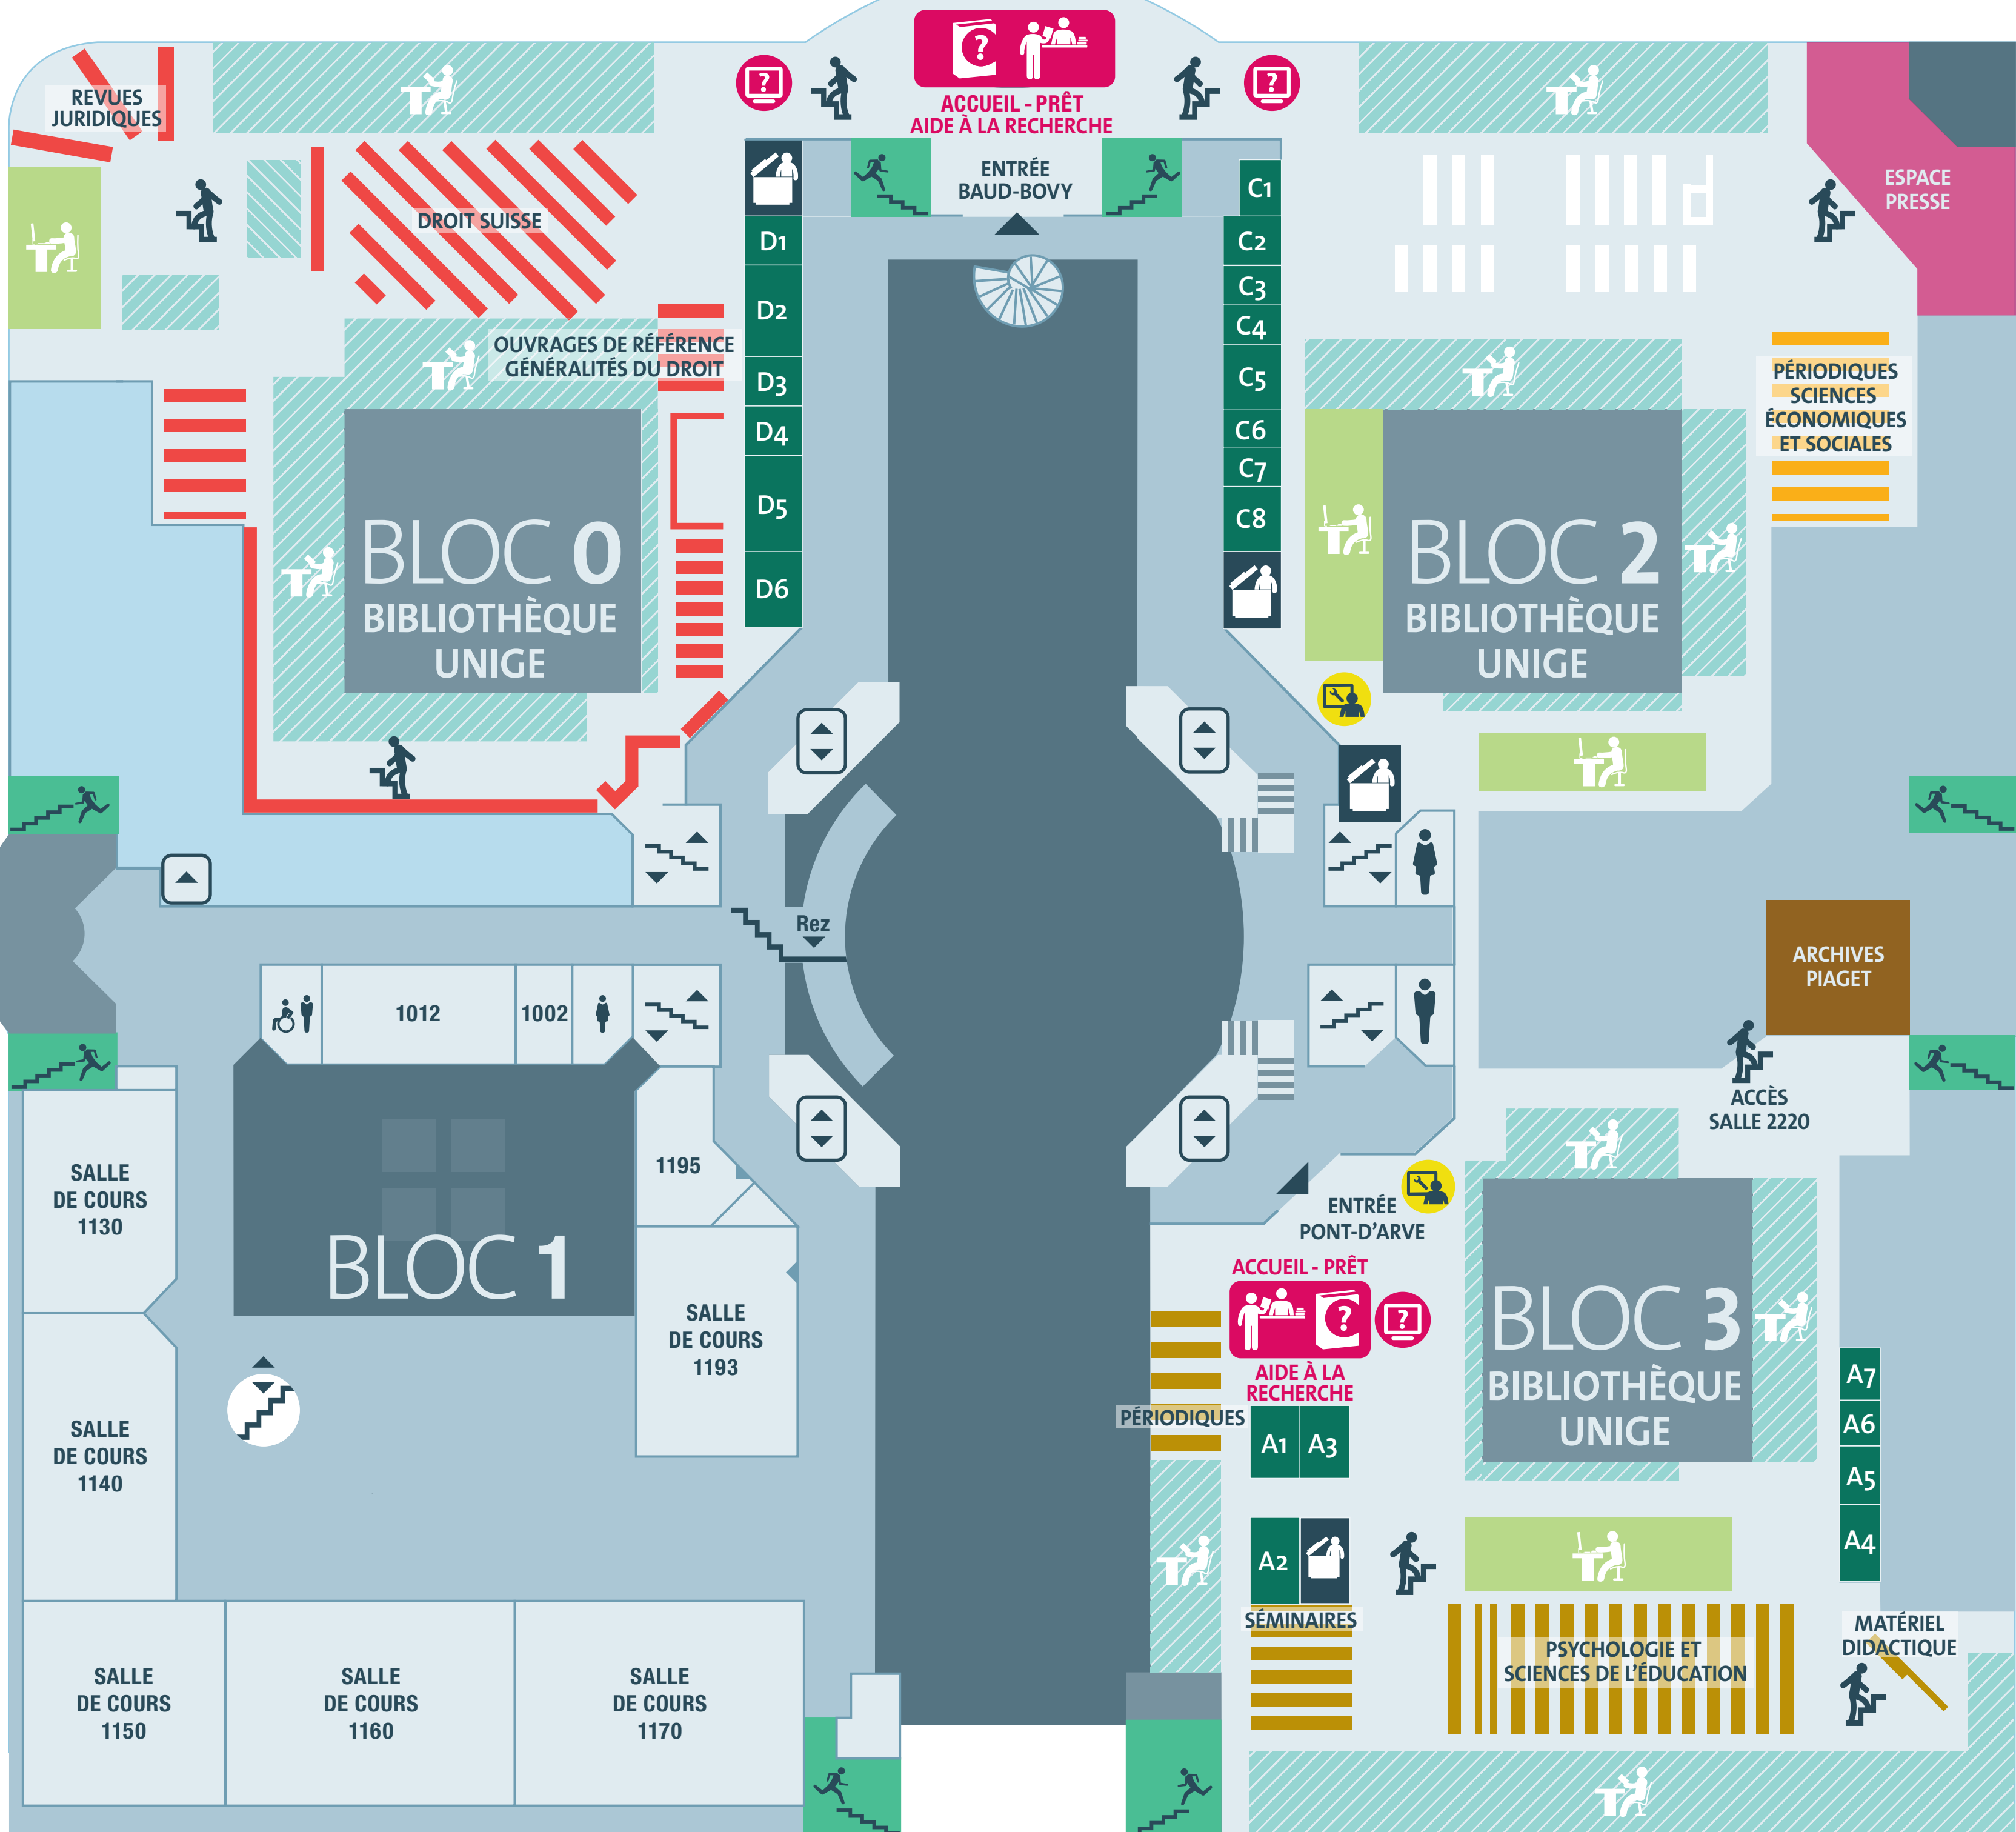 REVUES
JURIDIQUES
?
?
ACCUEIL - PRÊT
AIDE À LA RECHERCHE
?
ENTRÉE
BAUD-BOVY
DROIT SUISSE
OUVRAGES DE RÉFÉRENCE
GÉNÉRALITÉS DU DROIT
D1
D2
D3
D4
D5
D6
C1
C2
C3
C4
C5
C6
C7
C8
ESPACE
PRESSE
PÉRIODIQUES
SCIENCES
ÉCONOMIQUES
ET SOCIALES
BLOC 0
BIBLIOTHÈQUE
UNIGE
BLOC 2
BIBLIOTHÈQUE
UNIGE
Rez
ARCHIVES
PIAGET
ACCÈS
SALLE 2220
1012
1002
1195
SALLE
DE COURS
1130
BLOC 1
SALLE
DE COURS
1193
SALLE
DE COURS
1140
SALLE
DE COURS
1150
SALLE
DE COURS
1160
SALLE
DE COURS
1170
ENTRÉE
PONT-D'ARVE
ACCUEIL - PRÊT
?
?
AIDE À LA
RECHERCHE
PÉRIODIQUES
A1
A3
A2
SÉMINAIRES
BLOC 3
BIBLIOTHÈQUE
UNIGE
A7
A6
A5
A4
PSYCHOLOGIE ET
SCIENCES DE L'ÉDUCATION
MATÉRIEL
DIDACTIQUE